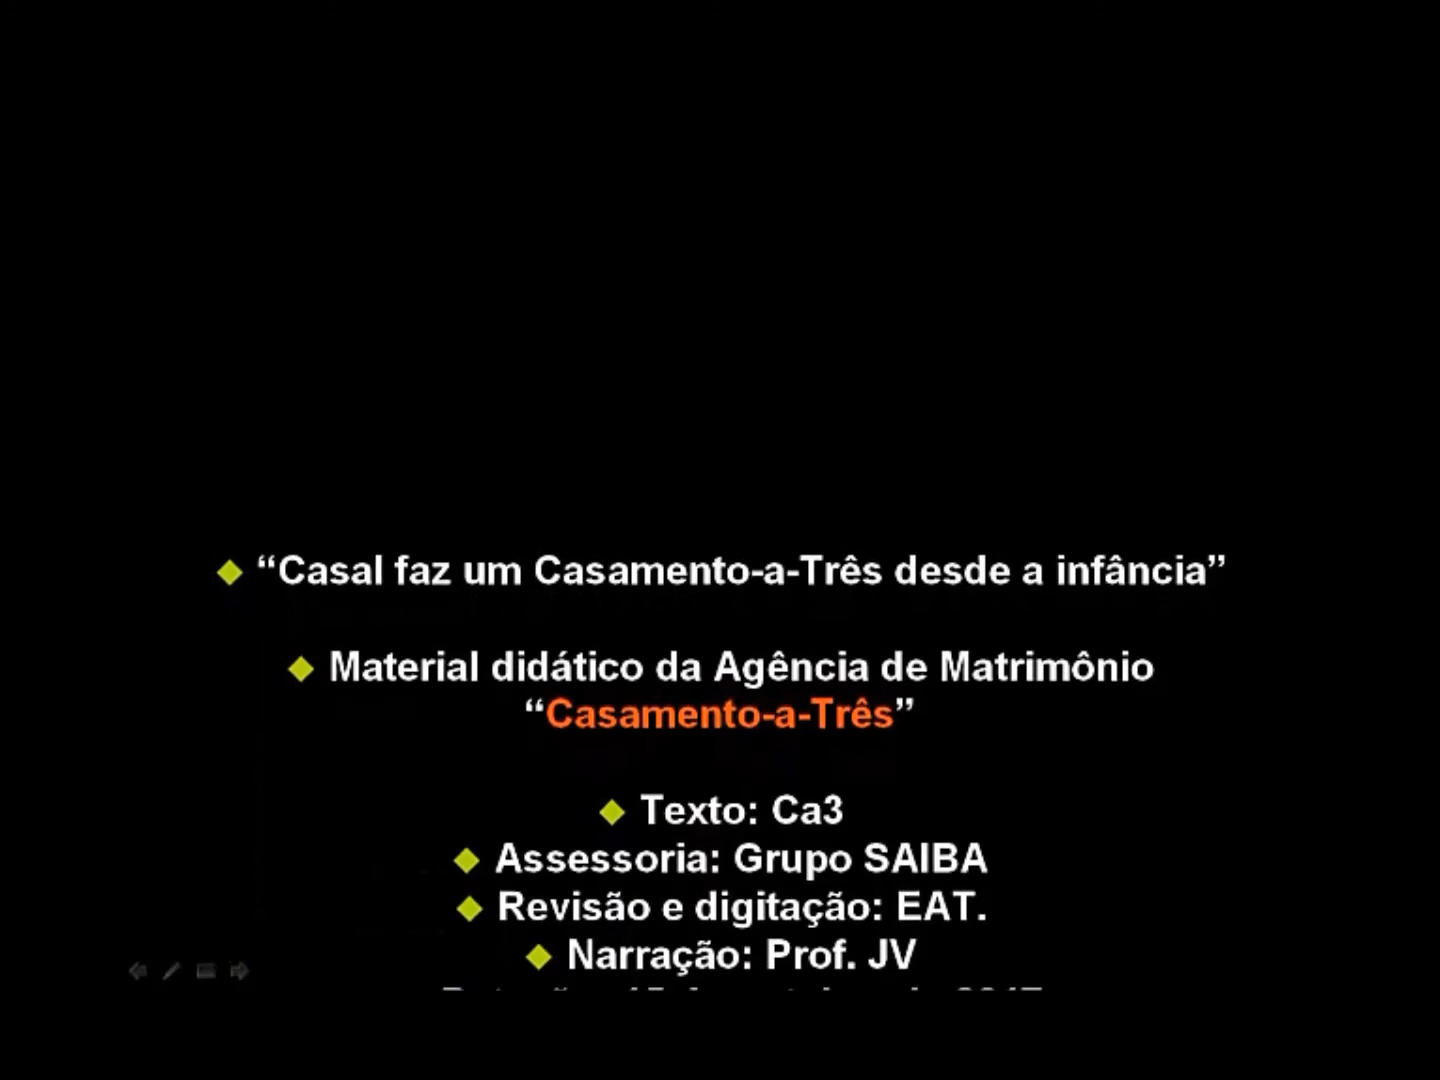 “Casal faz um Casamento-a-Três desde a infância”
Material didático da Agência de Matrimônio
“Casamento-a-Três”
Texto: Ca3
Assessoria: Grupo SAIBA
Revisão e digitação: EAT.
Narração: Prof. JV